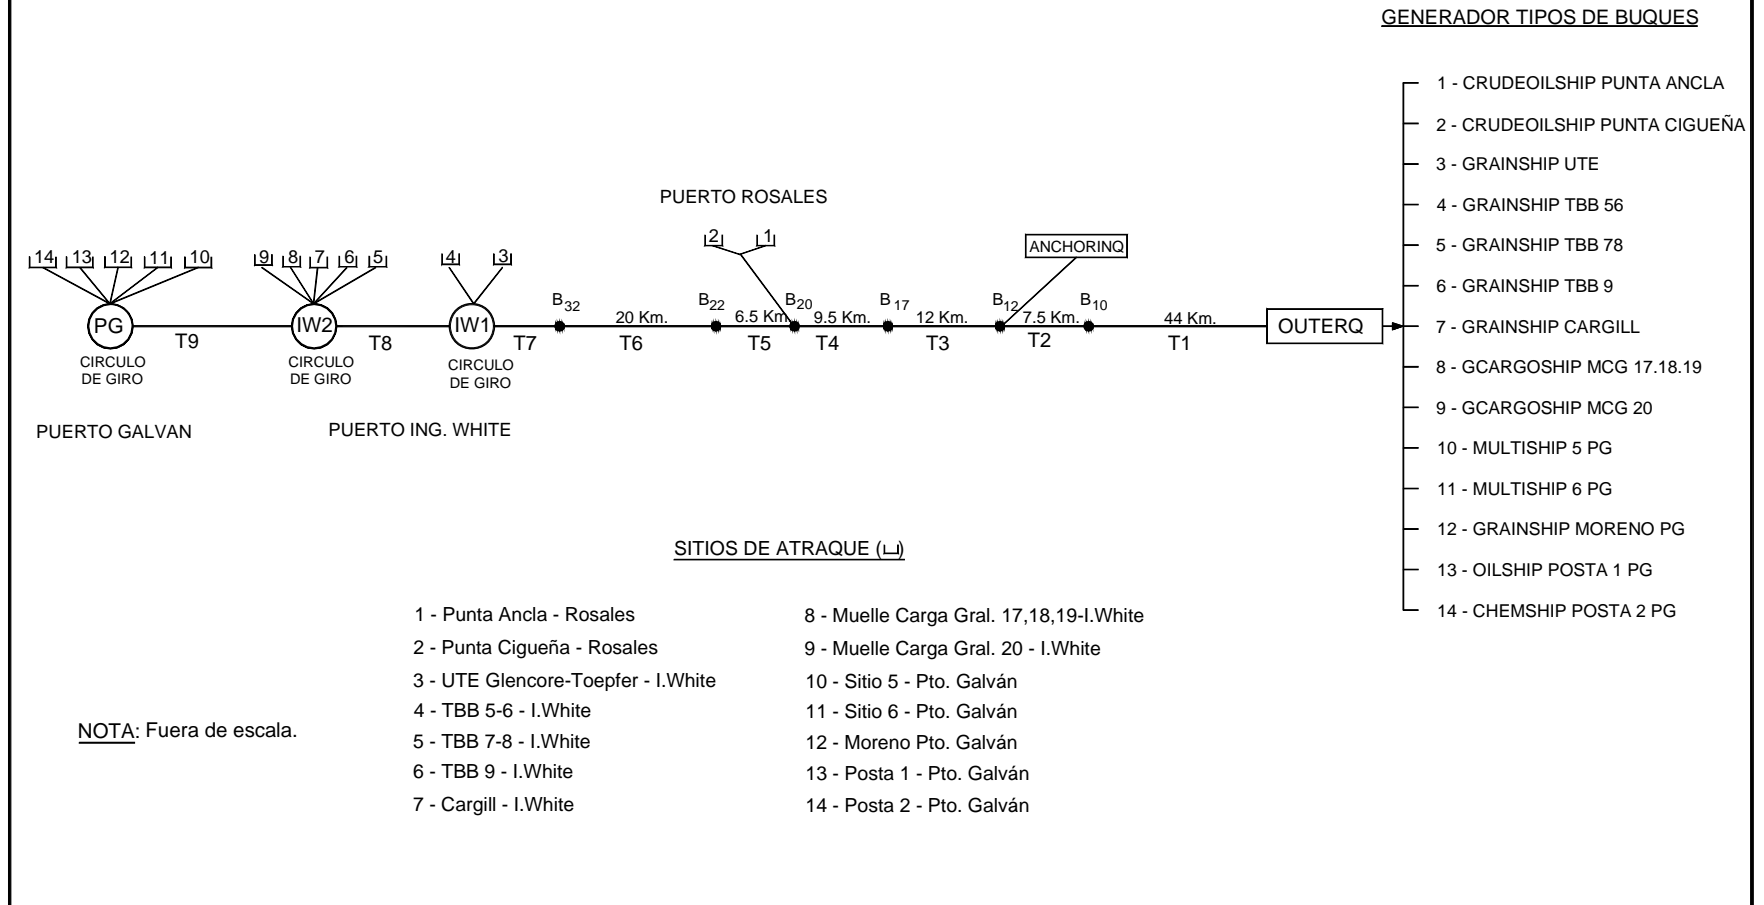 GENERADOR TIPOS DE BUQUES
1 - CRUDEOILSHIP PUNTA ANCLA
2 - CRUDEOILSHIP PUNTA CIGUEÑA
3 - GRAINSHIP UTE
4 - GRAINSHIP TBB 56
5 - GRAINSHIP TBB 78
6 - GRAINSHIP TBB 9
7 - GRAINSHIP CARGILL
8 - GCARGOSHIP MCG 17.18.19
9 - GCARGOSHIP MCG 20
10 - MULTISHIP 5 PG
11 - MULTISHIP 6 PG
12 - GRAINSHIP MORENO PG
13 - OILSHIP POSTA 1 PG
14 - CHEMSHIP POSTA 2 PG
PUERTO ROSALES
2 1
ANCHORINQ
14 13 12 11 10 9 8 7 6 5 4 3
B32 B22 B20 B17 B12 B10
20 Km. 6.5 Km. 9.5 Km. 12 Km. 7.5 Km. 44 Km.
PG IW2 IW1 OUTERQ
T9 T8 T7 T6 T5 T4 T3 T2 T1
CIRCULO
DE GIRO
CIRCULO
DE GIRO
CIRCULO
DE GIRO
PUERTO GALVAN
PUERTO ING. WHITE
SITIOS DE ATRAQUE ( )
1 - Punta Ancla - Rosales
2 - Punta Cigueña - Rosales
3 - UTE Glencore-Toepfer - I.White
4 - TBB 5-6 - I.White
5 - TBB 7-8 - I.White
6 - TBB 9 - I.White
7 - Cargill - I.White
8 - Muelle Carga Gral. 17,18,19-I.White
9 - Muelle Carga Gral. 20 - I.White
10 - Sitio 5 - Pto. Galván
11 - Sitio 6 - Pto. Galván
12 - Moreno Pto. Galván
13 - Posta 1 - Pto. Galván
14 - Posta 2 - Pto. Galván
NOTA: Fuera de escala.